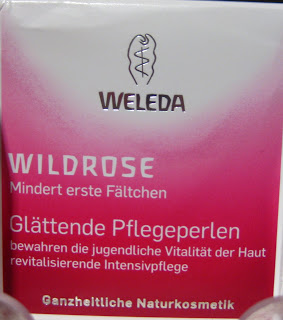 WELEDA
WILDROSE
Mindert erste Fältchen
Glättende Pflegeperlen
bewahren die jugendliche Vitalität der Haut
revitalisierende Intensivpflege
Ganzheitliche Naturkosmetik